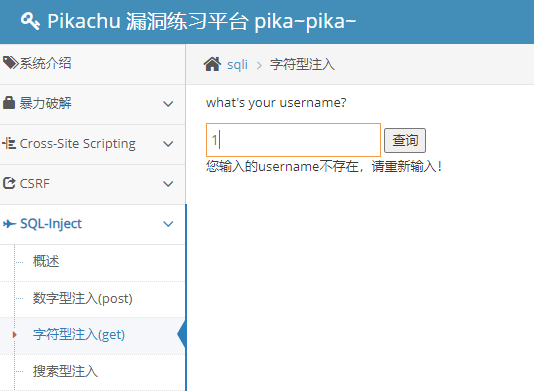 Pikachu 漏洞练习平台 pika~pika~
系统介绍
暴力破解
Cross-Site Scripting
CSRF
SQL-Inject
概述
数字型注入(post)
字符型注入(get)
搜索型注入
sqli > 字符型注入
what's your username?
1 查询
您输入的username不存在，请重新输入！